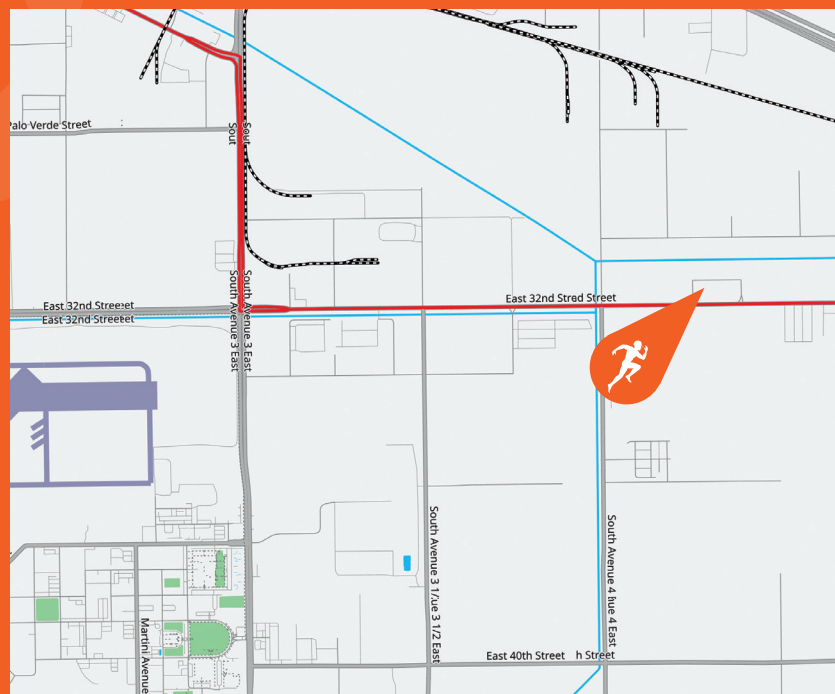 Palo Verde Street
Sout
Sout
East 32nd Streeet
East 32nd Streeet
South Avenue 3 East
South Avenue 3 East
East 32nd Stred Street
South Avenue 3 1/ue 3 1/2 East
South Avenue 4 East
Martini Avenue
East 40th Street
h Street